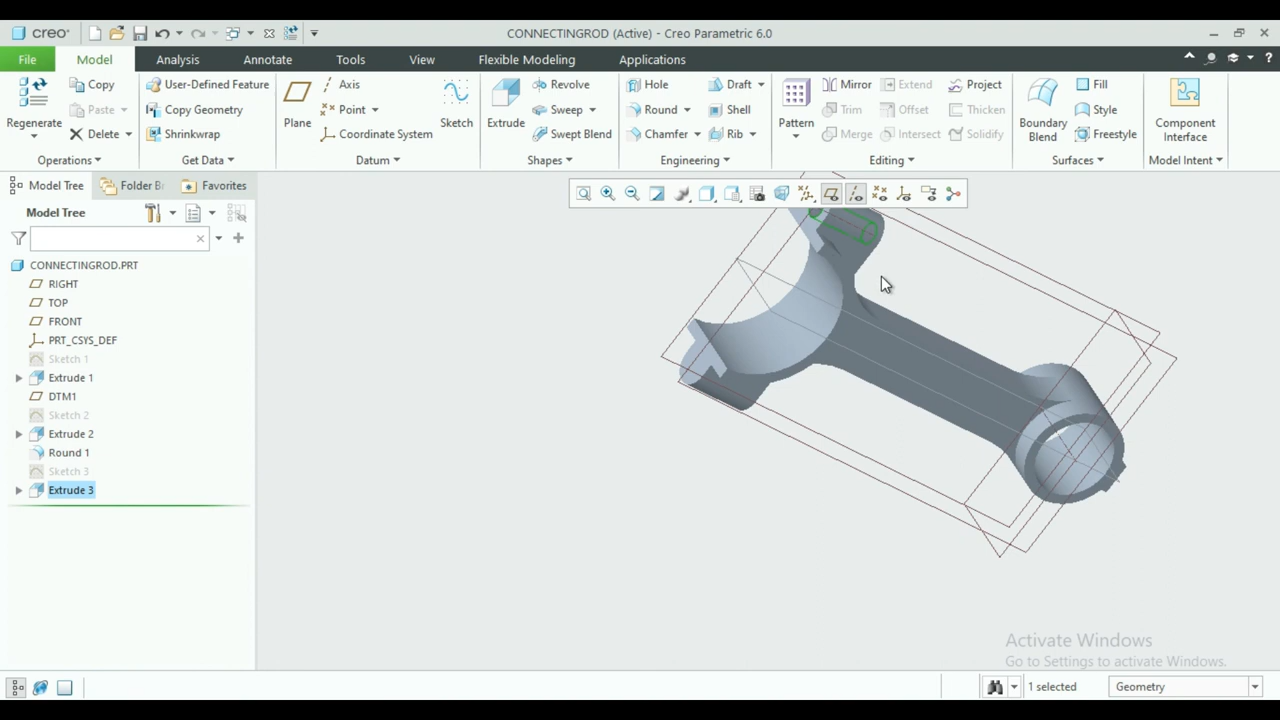 creo CONNECTINGROD (Active) - Creo Parametric 6.0
File Model Analysis Annotate Tools View Flexible Modeling Applications
Regenerate Copy Paste Delete
User-Defined Feature Copy Geometry Shrinkwrap
Plane Axis Point Coordinate System Sketch
Extrude Revolve Sweep Swept Blend
Hole Round Chamfer Draft Shell Rib
Pattern Mirror Trim Merge Extend Offset Intersect Project Thicken Solidify
Boundary Blend Fill Style Freestyle
Component Interface
Operations Get Data Datum Shapes Engineering Editing Surfaces Model Intent
Model Tree Folder Br Favorites
Model Tree
CONNECTINGROD.PRT
RIGHT
TOP
FRONT
PRT_CSYS_DEF
Sketch 1
Extrude 1
DTM1
Sketch 2
Extrude 2
Round 1
Sketch 3
Extrude 3
Activate Windows
Go to Settings to activate Windows.
1 selected Geometry